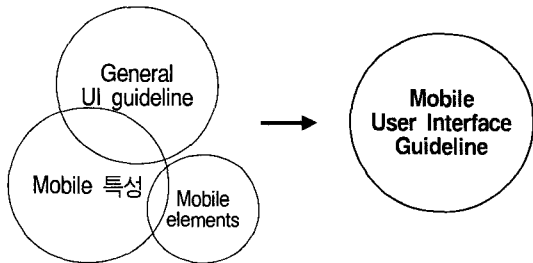 General
UI guideline
Mobile 특성
Mobile
elements
Mobile
User Interface
Guideline